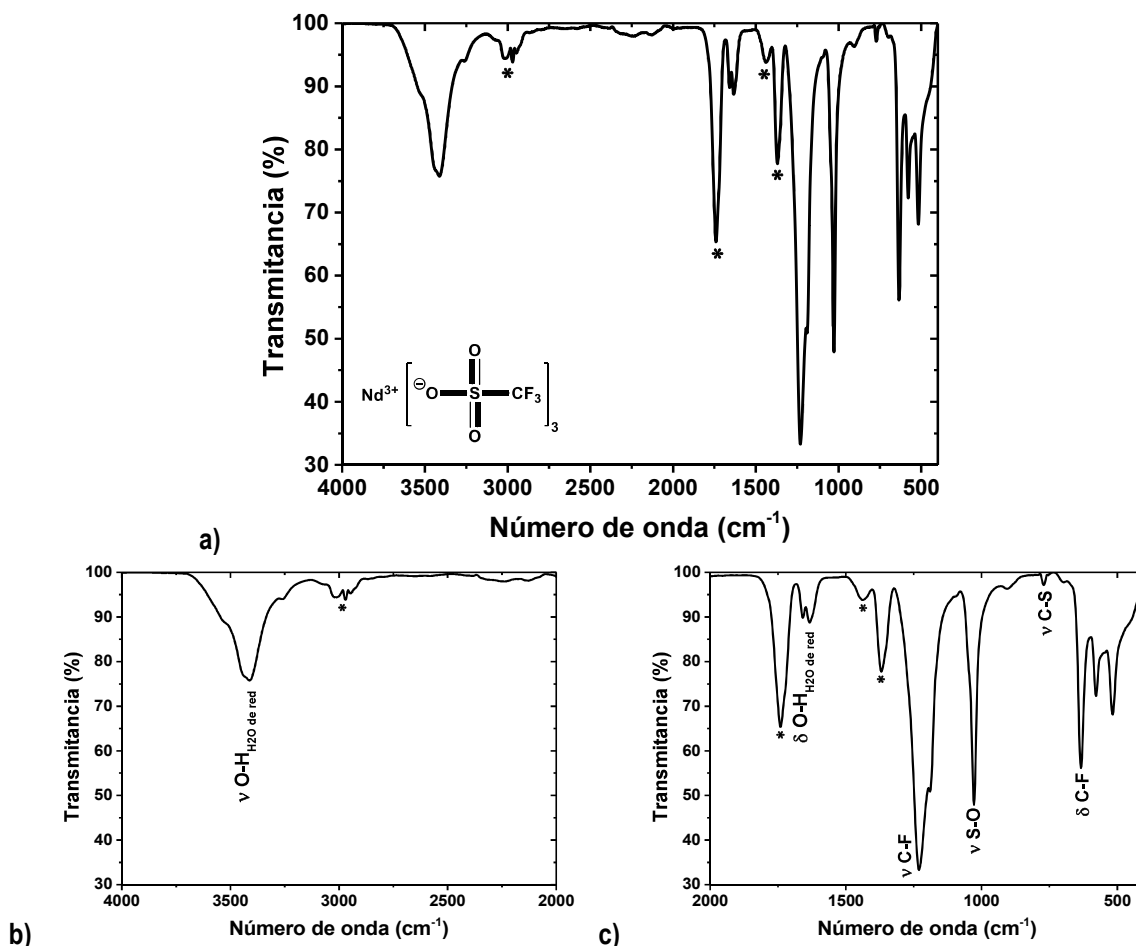 100
90
80
70
60
50
40
30
Transmitancia (%)
*
*
*
*
O
Nd3+ [ ⊖O S CF3 ]3
O
4000 3500 3000 2500 2000 1500 1000 500
Número de onda (cm-1)
a)
100
90
80
70
60
50
40
30
Transmitancia (%)
*
ν O-H H2O de red
4000 3500 3000 2500 2000
Número de onda (cm-1)
b)
100
90
80
70
60
50
40
30
Transmitancia (%)
*
δ O-H H2O de red
*
*
ν C-F
ν S-O
ν C-S
δ C-F
2000 1500 1000 500
Número de onda (cm-1)
c)